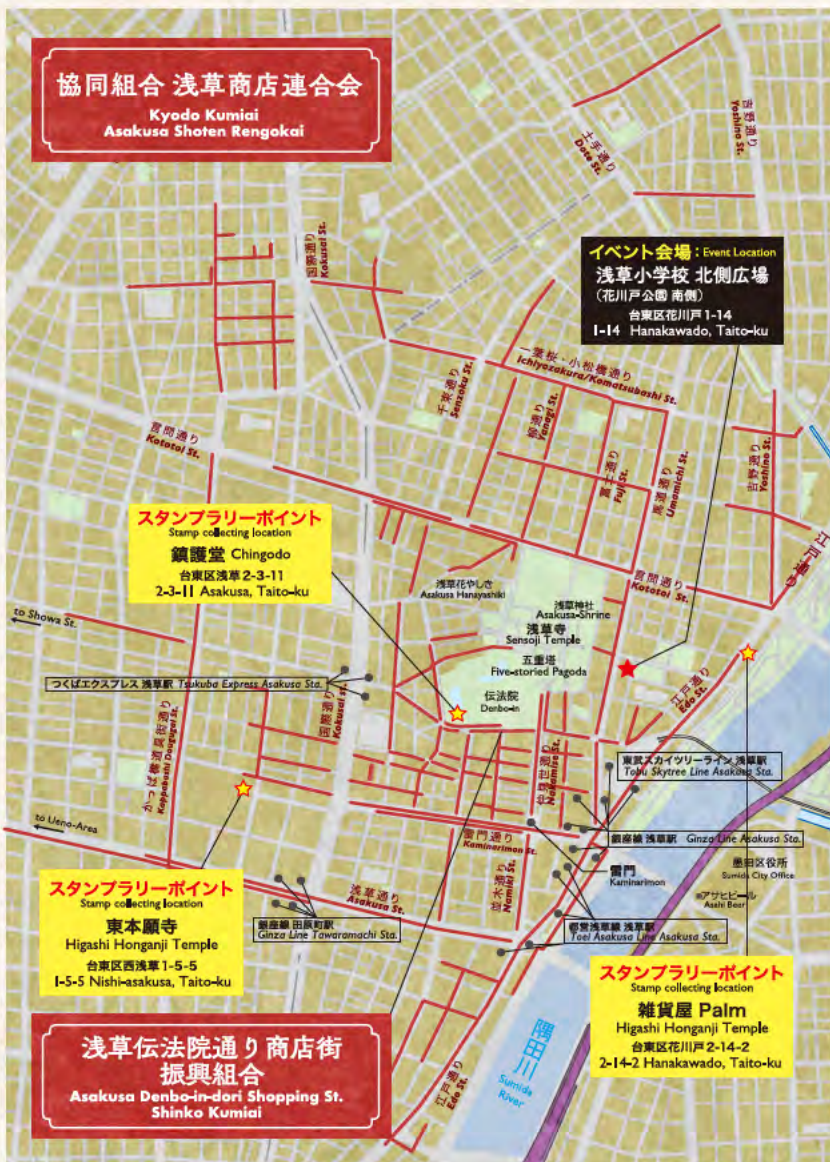 協同組合 浅草商店連合会
Kyodo Kumiai
Asakusa Shoten Rengokai
吉野通り
Yoshino St.
土手通り
Dote St.
国際通り
Kokusai St.
イベント会場：Event Location
浅草小学校 北側広場
（花川戸公園 南側）
台東区花川戸1-14
1-14 Hanakawado, Taito-ku
一葉桜・小松橋通り
Ichiyozakura/Komatsubashi St.
千束通り
Senzoku St.
柳通り
Yanagi St.
富士通り
Fuji St.
馬道通り
Umamichi St.
吉野通り
Yoshino St.
言問通り
Kototoi St.
江戸通り
スタンプラリーポイント
Stamp collecting location
鎮護堂 Chingodo
台東区浅草2-3-11
2-3-11 Asakusa, Taito-ku
浅草花やしき
Asakusa Hanayashiki
浅草神社
Asakusa-Shrine
浅草寺
Sensoji Temple
五重塔
Five-storied Pagoda
伝法院
Denbo-in
言問通り
Kototoi St.
to Showa St.
つくばエクスプレス 浅草駅 Tsukuba Express Asakusa Sta.
国際通り
Kokusai St.
かっぱ橋道具街通り
Kappabashi Dougugai St.
江戸通り
Edo St.
仲見世通り
Nakamise St.
東武スカイツリーライン 浅草駅
Tobu Skytree Line Asakusa Sta.
銀座線 浅草駅 Ginza Line Asakusa Sta.
to Ueno-Area
雷門通り
Kaminarimon St.
雷門
Kaminarimon
墨田区役所
Sumida City Office
アサヒビール
Asahi Beer
並木通り
Namiki St.
浅草通り
Asakusa St.
銀座線 田原町駅
Ginza Line Tawaramachi Sta.
都営浅草線 浅草駅
Toei Asakusa Line Asakusa Sta.
スタンプラリーポイント
Stamp collecting location
東本願寺
Higashi Honganji Temple
台東区西浅草1-5-5
1-5-5 Nishi-asakusa, Taito-ku
スタンプラリーポイント
Stamp collecting location
雑貨屋 Palm
Higashi Honganji Temple
台東区花川戸2-14-2
2-14-2 Hanakawado, Taito-ku
隅田川
Sumida
River
江戸通り
Edo St.
浅草伝法院通り商店街
振興組合
Asakusa Denbo-in-dori Shopping St.
Shinko Kumiai